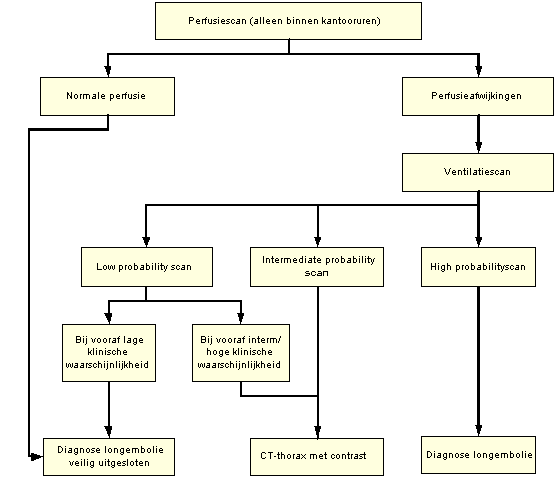 Perfusiescan (alleen binnen kantooruren)
Normale perfusie
Perfusieafwijkingen
Ventilatiescan
Low probability scan
Intermediate probability
scan
High probabilityscan
Bij vooraf lage
klinische
waarschijnlijkheid
Bij vooraf interm/
hoge klinische
waarschijnlijkheid
Diagnose longembolie
veilig uitgesloten
CT-thorax met contrast
Diagnose longembolie